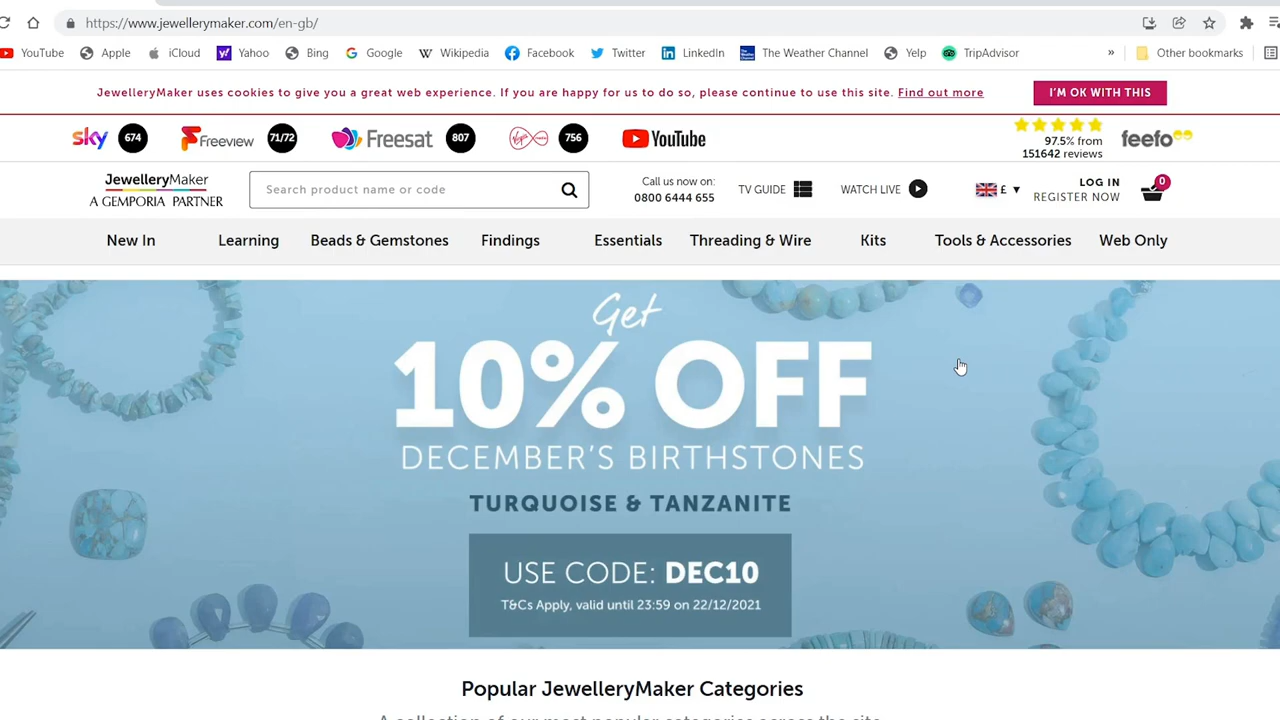 https://www.jewellerymaker.com/en-gb/
YouTube Apple iCloud Yahoo Bing Google Wikipedia Facebook Twitter LinkedIn The Weather Channel Yelp TripAdvisor » Other bookmarks
JewelleryMaker uses cookies to give you a great web experience. If you are happy for us to do so, please continue to use this site. Find out more
I'M OK WITH THIS
sky 674 Freeview 71/72 Freesat 807 756 YouTube
97.5% from
151642 reviews
feefo
JewelleryMaker
A GEMPORIA PARTNER
Search product name or code
Call us now on:
0800 6444 655
TV GUIDE
WATCH LIVE
£ ▼
LOG IN
REGISTER NOW
0
New In Learning Beads & Gemstones Findings Essentials Threading & Wire Kits Tools & Accessories Web Only
Get
10% OFF
DECEMBER'S BIRTHSTONES
TURQUOISE & TANZANITE
USE CODE: DEC10
T&Cs Apply, valid until 23:59 on 22/12/2021
Popular JewelleryMaker Categories
A collection of our most popular categories across the site